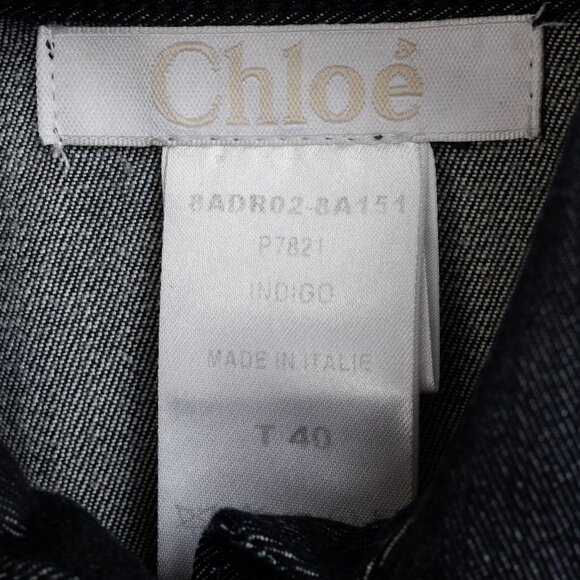 Chloé
8ADR02-8A151
P7821
INDIGO
MADE IN ITALIE
T 40